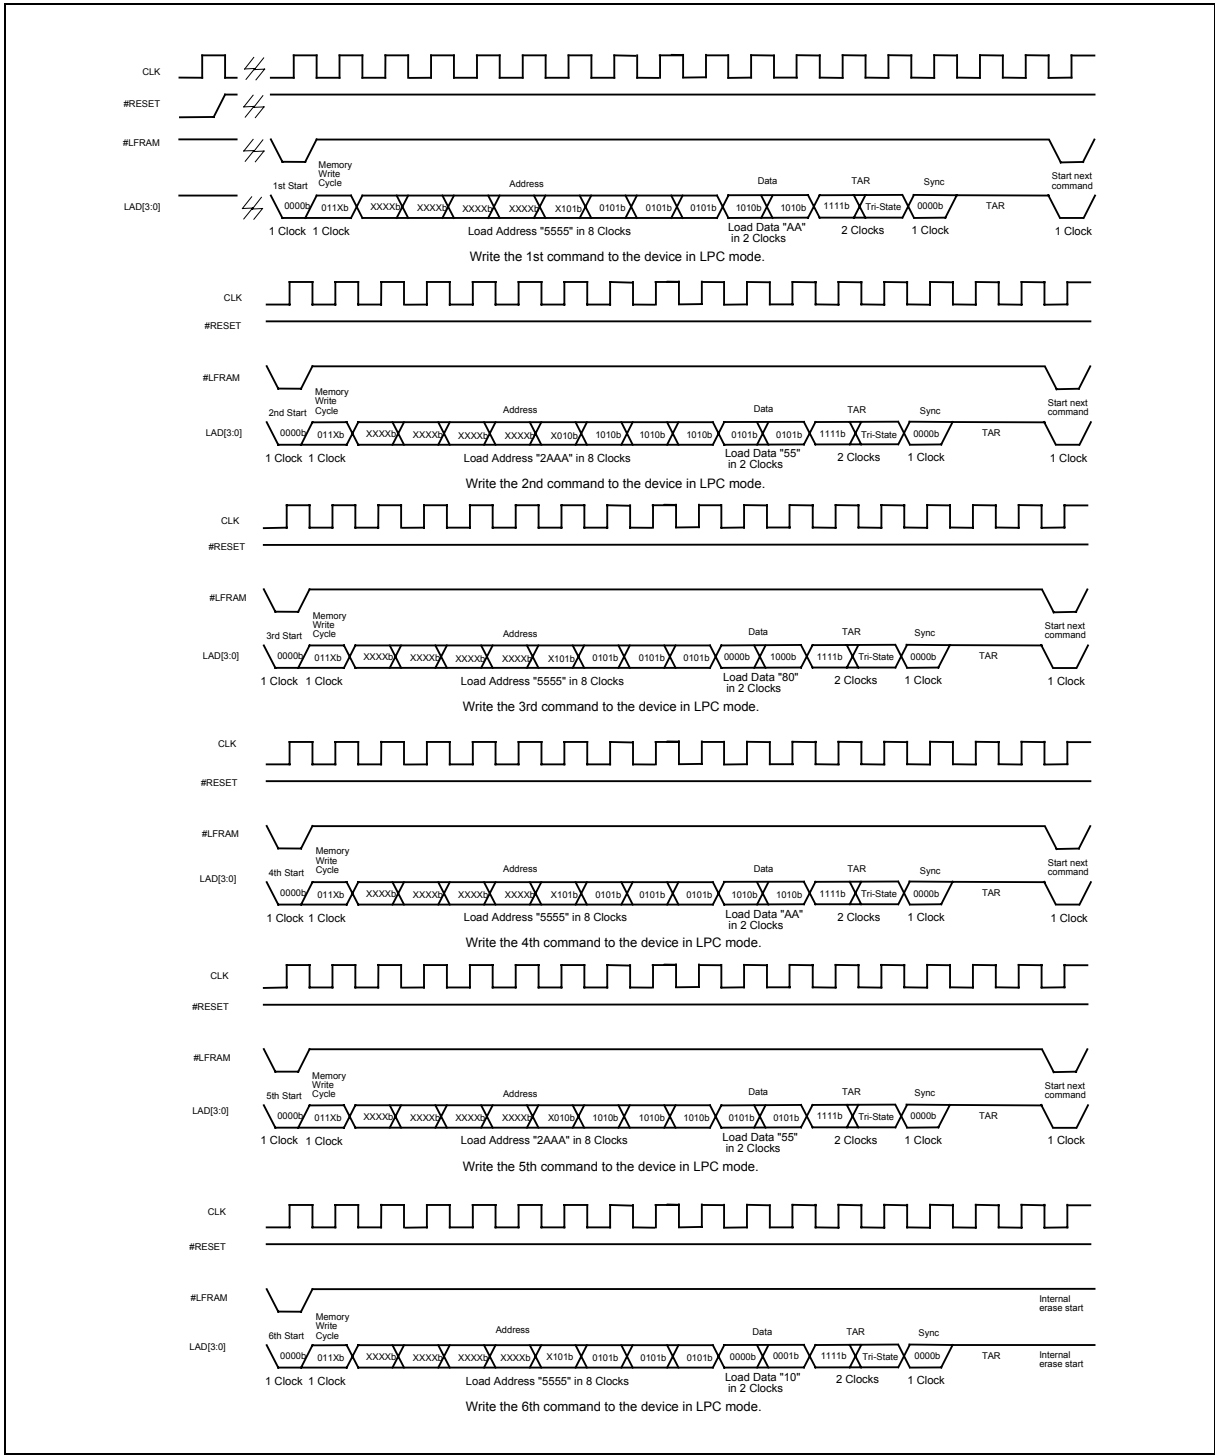 CLK
#RESET
#LFRAM
Memory
Write
Cycle
1st Start Address Data TAR Sync Start next
command
LAD[3:0] 0000b 011Xb XXXXb XXXXb XXXXb XXXXb X101b 0101b 0101b 0101b 1010b 1010b 1111b Tri-State 0000b TAR
1 Clock 1 Clock Load Address "5555" in 8 Clocks Load Data "AA"
in 2 Clocks 2 Clocks 1 Clock 1 Clock
Write the 1st command to the device in LPC mode.
CLK
#RESET
#LFRAM
Memory
Write
Cycle
2nd Start Address Data TAR Sync Start next
command
LAD[3:0] 0000b 011Xb XXXXb XXXXb XXXXb XXXXb X010b 1010b 1010b 1010b 0101b 0101b 1111b Tri-State 0000b TAR
1 Clock 1 Clock Load Address "2AAA" in 8 Clocks Load Data "55"
in 2 Clocks 2 Clocks 1 Clock 1 Clock
Write the 2nd command to the device in LPC mode.
CLK
#RESET
#LFRAM
Memory
Write
Cycle
3rd Start Address Data TAR Sync Start next
command
LAD[3:0] 0000b 011Xb XXXXb XXXXb XXXXb XXXXb X101b 0101b 0101b 0101b 0000b 1000b 1111b Tri-State 0000b TAR
1 Clock 1 Clock Load Address "5555" in 8 Clocks Load Data "80"
in 2 Clocks 2 Clocks 1 Clock 1 Clock
Write the 3rd command to the device in LPC mode.
CLK
#RESET
#LFRAM
Memory
Write
Cycle
4th Start Address Data TAR Sync Start next
command
LAD[3:0] 0000b 011Xb XXXXb XXXXb XXXXb XXXXb X101b 0101b 0101b 0101b 1010b 1010b 1111b Tri-State 0000b TAR
1 Clock 1 Clock Load Address "5555" in 8 Clocks Load Data "AA"
in 2 Clocks 2 Clocks 1 Clock 1 Clock
Write the 4th command to the device in LPC mode.
CLK
#RESET
#LFRAM
Memory
Write
Cycle
5th Start Address Data TAR Sync Start next
command
LAD[3:0] 0000b 011Xb XXXXb XXXXb XXXXb XXXXb X010b 1010b 1010b 1010b 0101b 0101b 1111b Tri-State 0000b TAR
1 Clock 1 Clock Load Address "2AAA" in 8 Clocks Load Data "55"
in 2 Clocks 2 Clocks 1 Clock 1 Clock
Write the 5th command to the device in LPC mode.
CLK
#RESET
#LFRAM Internal
erase start
Memory
Write
Cycle
6th Start Address Data TAR Sync
LAD[3:0] 0000b 011Xb XXXXb XXXXb XXXXb XXXXb X101b 0101b 0101b 0101b 0000b 0001b 1111b Tri-State 0000b TAR Internal
erase start
1 Clock 1 Clock Load Address "5555" in 8 Clocks Load Data "10"
in 2 Clocks 2 Clocks 1 Clock
Write the 6th command to the device in LPC mode.